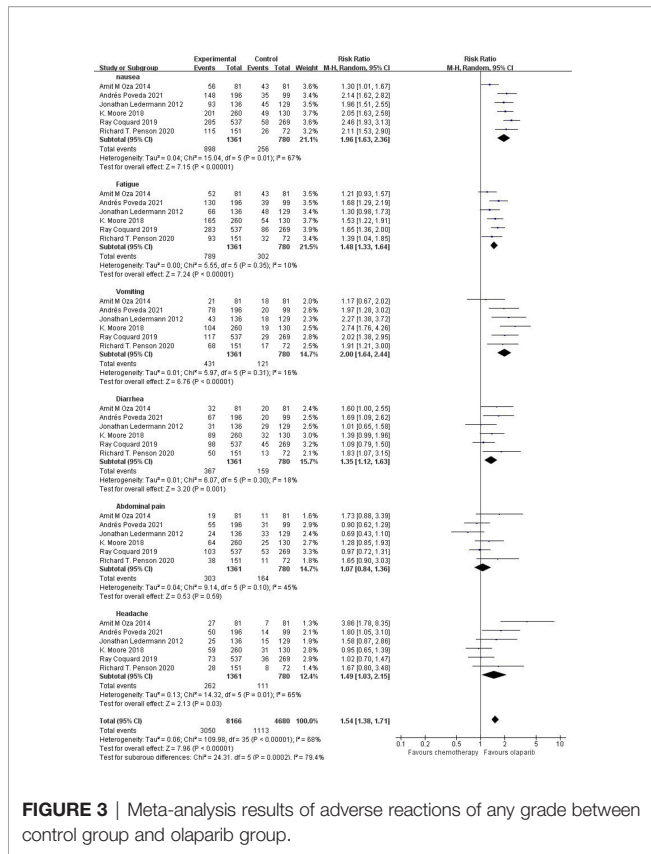 Experimental Control Risk Ratio Risk Ratio
Study or Subgroup Events Total Events Total Weight M-H, Random, 95% CI M-H, Random, 95% CI
nausea
Amit M Oza 2014 56 81 43 81 3.6% 1.30 [1.01, 1.67]
Andrés Poveda 2021 148 196 35 99 3.5% 2.14 [1.62, 2.82]
Jonathan Ledermann 2012 93 136 45 129 3.6% 1.96 [1.51, 2.55]
K. Moore 2018 201 260 49 130 3.8% 2.05 [1.63, 2.58]
Ray Coquard 2019 285 537 58 269 3.7% 2.46 [1.93, 3.13]
Richard T. Penson 2020 115 151 26 72 3.2% 2.11 [1.53, 2.90]
Subtotal (95% CI) 1361 780 21.1% 1.96 [1.63, 2.36]
Total events 898 256
Heterogeneity: Tau² = 0.04; Chi² = 15.04, df = 5 (P = 0.01); I² = 67%
Test for overall effect: Z = 7.15 (P < 0.00001)
Fatigue
Amit M Oza 2014 52 81 43 81 3.5% 1.21 [0.93, 1.57]
Andrés Poveda 2021 130 196 39 99 3.6% 1.68 [1.29, 2.19]
Jonathan Ledermann 2012 66 136 48 129 3.4% 1.30 [0.98, 1.73]
K. Moore 2018 165 260 54 130 3.8% 1.53 [1.22, 1.91]
Ray Coquard 2019 283 537 86 269 4.0% 1.65 [1.36, 2.00]
Richard T. Penson 2020 93 151 32 72 3.3% 1.39 [1.04, 1.85]
Subtotal (95% CI) 1361 780 21.5% 1.48 [1.33, 1.64]
Total events 789 302
Heterogeneity: Tau² = 0.00; Chi² = 5.55, df = 5 (P = 0.35); I² = 10%
Test for overall effect: Z = 7.24 (P < 0.00001)
Vomiting
Amit M Oza 2014 21 81 18 81 2.0% 1.17 [0.67, 2.02]
Andrés Poveda 2021 78 196 20 99 2.5% 1.97 [1.28, 3.02]
Jonathan Ledermann 2012 43 136 18 129 2.2% 2.27 [1.38, 3.72]
K. Moore 2018 104 260 19 130 2.4% 2.74 [1.76, 4.26]
Ray Coquard 2019 117 537 29 269 2.8% 2.02 [1.38, 2.95]
Richard T. Penson 2020 68 151 17 72 2.4% 1.91 [1.21, 3.00]
Subtotal (95% CI) 1361 780 14.7% 2.00 [1.64, 2.44]
Total events 431 121
Heterogeneity: Tau² = 0.01; Chi² = 5.97, df = 5 (P = 0.31); I² = 16%
Test for overall effect: Z = 6.76 (P < 0.00001)
Diarrhea
Amit M Oza 2014 32 81 20 81 2.4% 1.60 [1.00, 2.55]
Andrés Poveda 2021 67 196 20 99 2.5% 1.69 [1.09, 2.62]
Jonathan Ledermann 2012 31 136 29 129 2.5% 1.01 [0.65, 1.58]
K. Moore 2018 89 260 32 130 3.0% 1.39 [0.99, 1.96]
Ray Coquard 2019 98 537 45 269 3.2% 1.09 [0.79, 1.50]
Richard T. Penson 2020 50 151 13 72 2.1% 1.83 [1.07, 3.15]
Subtotal (95% CI) 1361 780 15.7% 1.35 [1.12, 1.63]
Total events 367 159
Heterogeneity: Tau² = 0.01; Chi² = 6.07, df = 5 (P = 0.30); I² = 18%
Test for overall effect: Z = 3.20 (P = 0.001)
Abdominal pain
Amit M Oza 2014 19 81 11 81 1.6% 1.73 [0.88, 3.39]
Andrés Poveda 2021 55 196 31 99 2.9% 0.90 [0.62, 1.29]
Jonathan Ledermann 2012 24 136 33 129 2.4% 0.69 [0.43, 1.10]
K. Moore 2018 64 260 25 130 2.7% 1.28 [0.85, 1.93]
Ray Coquard 2019 103 537 53 269 3.3% 0.97 [0.72, 1.31]
Richard T. Penson 2020 38 151 11 72 1.8% 1.65 [0.90, 3.03]
Subtotal (95% CI) 1361 780 14.7% 1.07 [0.84, 1.36]
Total events 303 164
Heterogeneity: Tau² = 0.04; Chi² = 9.14, df = 5 (P = 0.10); I² = 45%
Test for overall effect: Z = 0.53 (P = 0.59)
Headache
Amit M Oza 2014 27 81 7 81 1.3% 3.86 [1.78, 8.35]
Andrés Poveda 2021 50 196 14 99 2.1% 1.80 [1.05, 3.10]
Jonathan Ledermann 2012 25 136 15 129 1.9% 1.58 [0.87, 2.86]
K. Moore 2018 59 260 31 130 2.8% 0.95 [0.65, 1.39]
Ray Coquard 2019 73 537 36 269 2.9% 1.02 [0.70, 1.47]
Richard T. Penson 2020 28 151 8 72 1.4% 1.67 [0.80, 3.48]
Subtotal (95% CI) 1361 780 12.4% 1.49 [1.03, 2.15]
Total events 262 111
Heterogeneity: Tau² = 0.13; Chi² = 14.32, df = 5 (P = 0.01); I² = 65%
Test for overall effect: Z = 2.13 (P = 0.03)
Total (95% CI) 8166 4680 100.0% 1.54 [1.38, 1.71]
Total events 3050 1113
Heterogeneity: Tau² = 0.06; Chi² = 109.98, df = 35 (P < 0.00001); I² = 68%
Test for overall effect: Z = 7.96 (P < 0.00001)
Test for subgroup differences: Chi² = 24.31, df = 5 (P = 0.0002), I² = 79.4%
0.1 0.2 0.5 1 2 5 10
Favours chemotherapy Favours olaparib
FIGURE 3 | Meta-analysis results of adverse reactions of any grade between
control group and olaparib group.